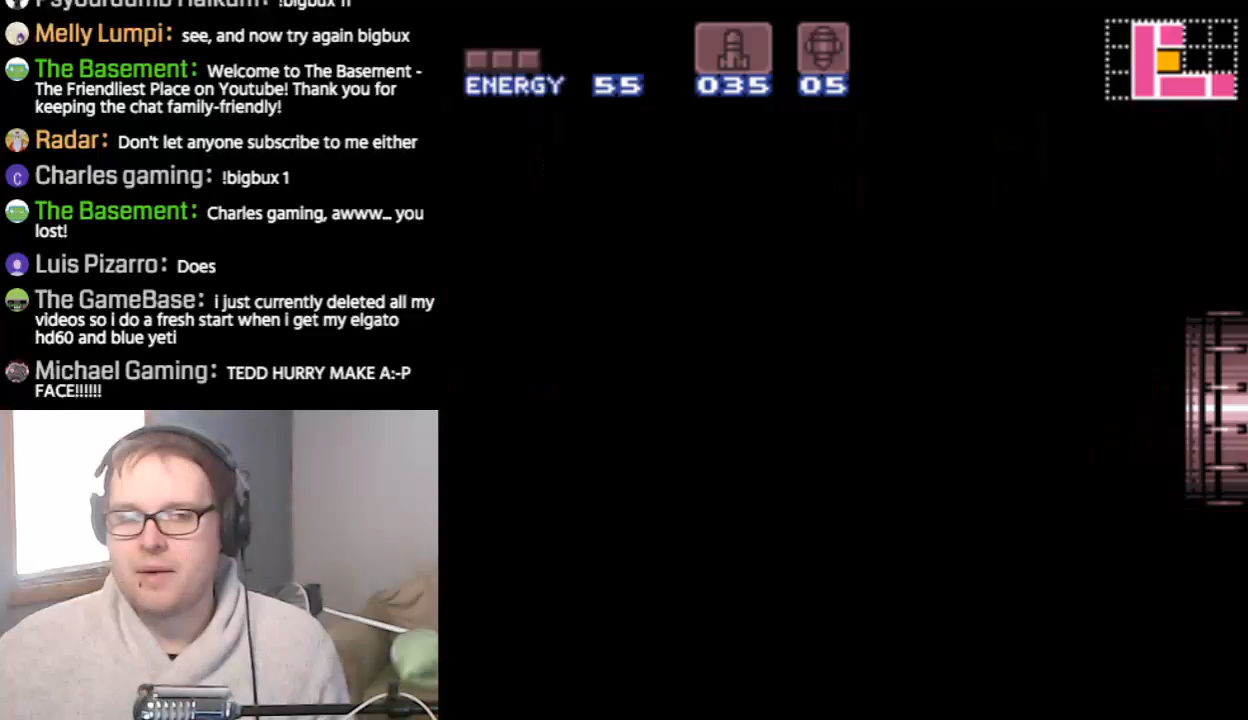 !bigbux 11
Melly Lumpi: see, and now try again bigbux
The Basement: Welcome to The Basement -
The Friendliest Place on Youtube! Thank you for
keeping the chat family-friendly!
Radar: Don't let anyone subscribe to me either
Charles gaming: !bigbux 1
The Basement: Charles gaming, awww... you
lost!
Luis Pizarro: Does
The GameBase: i just currently deleted all my
videos so i do a fresh start when i get my elgato
hd60 and blue yeti
Michael Gaming: TEDD HURRY MAKE A:-P
FACE!!!!!!
ENERGY 55 035 05
C